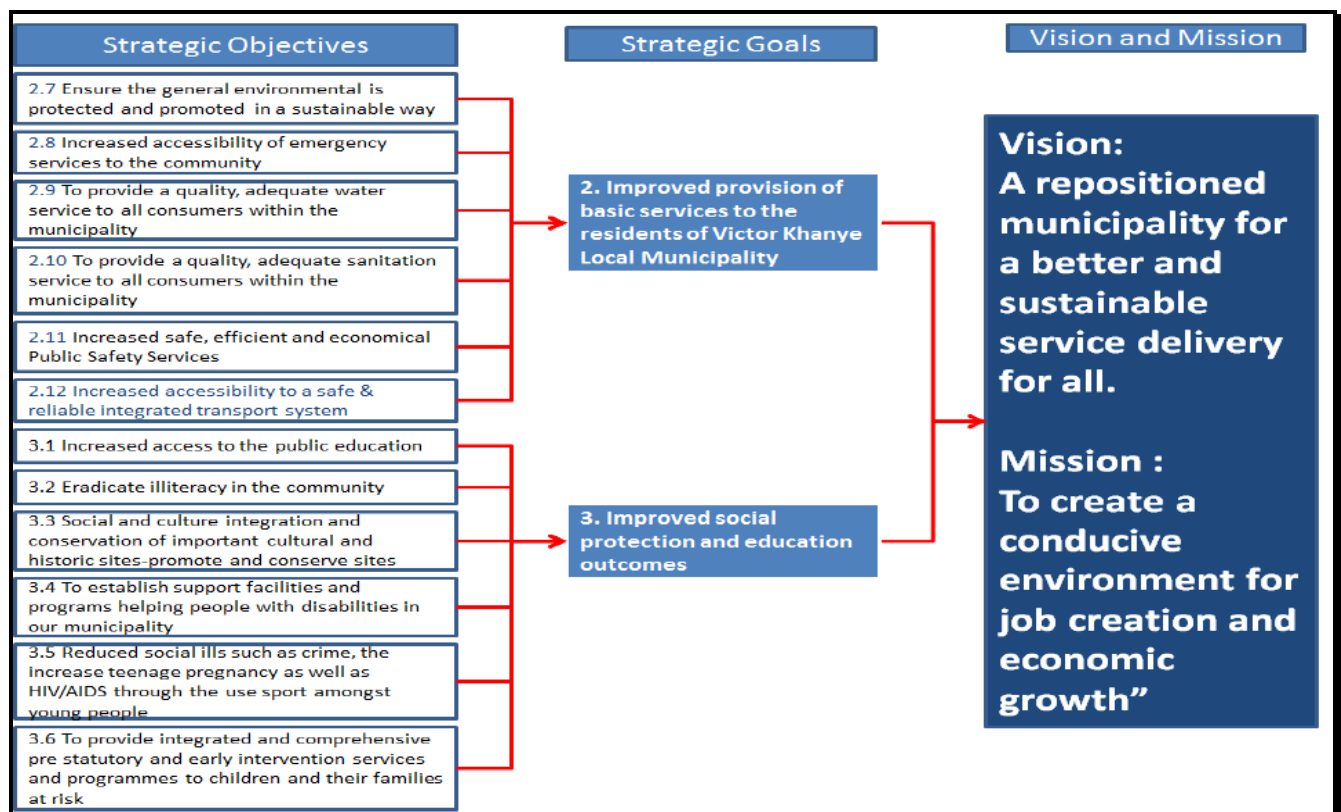 Strategic Objectives
Strategic Goals
Vision and Mission
2.7 Ensure the general environmental is
protected and promoted in a sustainable way
2.8 Increased accessibility of emergency
services to the community
2.9 To provide a quality, adequate water
service to all consumers within the
municipality
2.10 To provide a quality, adequate sanitation
service to all consumers within the
municipality
2.11 Increased safe, efficient and economical
Public Safety Services
2.12 Increased accessibility to a safe &
reliable integrated transport system
3.1 Increased access to the public education
3.2 Eradicate illiteracy in the community
3.3 Social and culture integration and
conservation of important cultural and
historic sites-promote and conserve sites
3.4 To establish support facilities and
programs helping people with disabilities in
our municipality
3.5 Reduced social ills such as crime, the
increase teenage pregnancy as well as
HIV/AIDS through the use sport amongst
young people
3.6 To provide integrated and comprehensive
pre statutory and early intervention services
and programmes to children and their families
at risk
2. Improved provision of
basic services to the
residents of Victor Khanye
Local Municipality
3. Improved social
protection and education
outcomes
Vision:
A repositioned
municipality for
a better and
sustainable
service delivery
for all.
Mission :
To create a
conducive
environment for
job creation and
economic
growth”